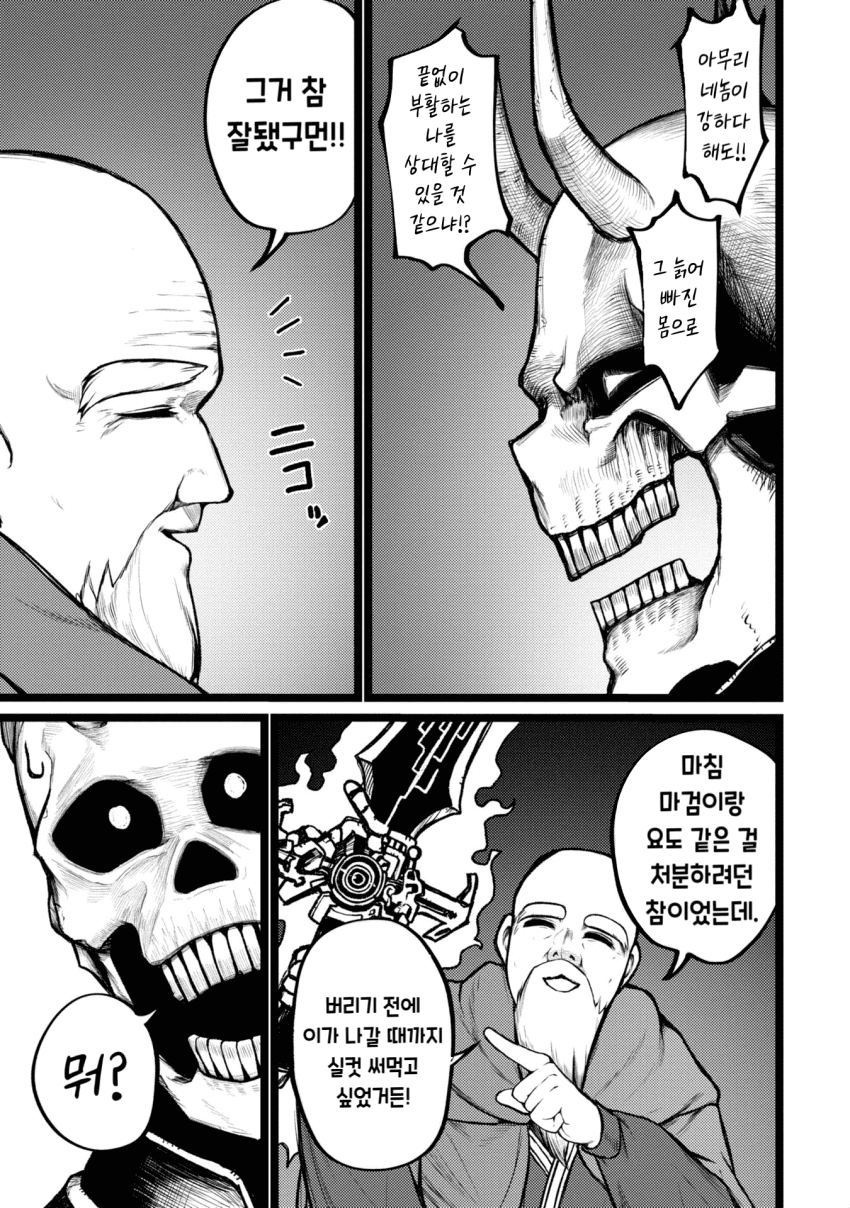 아무리
네놈이
강하다
해도!!
그 늙어
빠진
몸으로
끝없이
부활하는
나를
상대할 수
있을 것
같으냐!?
그거 참
잘됐구먼!!
ニコッ
마침
마검이랑
요도 같은 걸
처분하려던
참이었는데.
버리기 전에
이가 나갈 때까지
실컷 써먹고
싶었거든!
뭐?